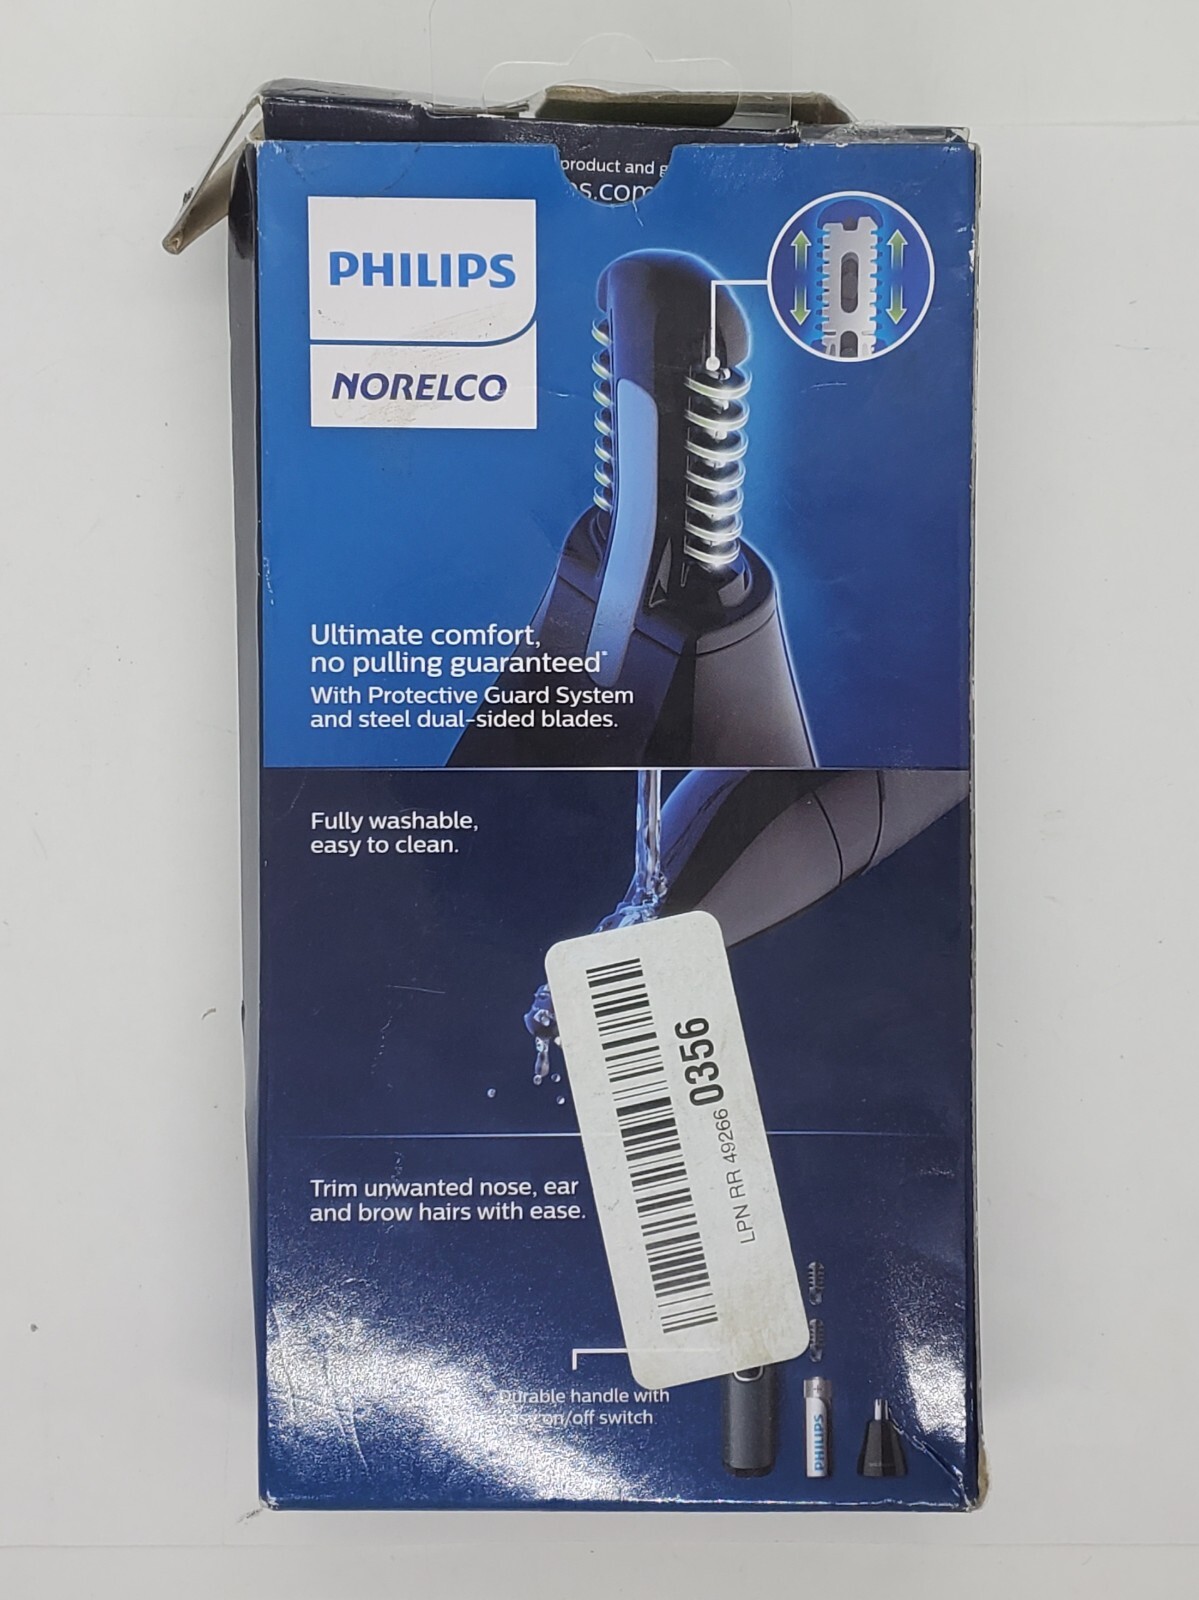 product and
s.com
PHILIPS
NORELCO
Ultimate comfort,
no pulling guaranteed*
With Protective Guard System
and steel dual-sided blades.
Fully washable,
easy to clean.
0356
LPN RR 49266
Trim unwanted nose, ear
and brow hairs with ease.
Durable handle with
easy on/off switch
PHILIPS